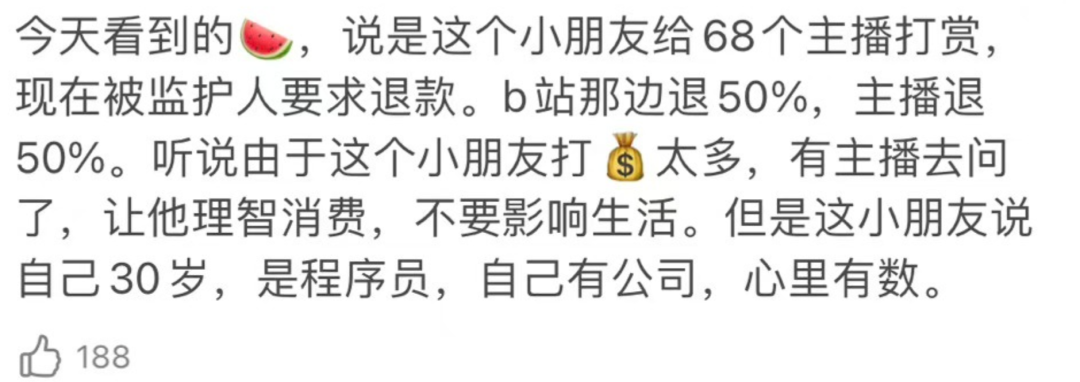 今天看到的🍉，说是这个小朋友给68个主播打赏，
现在被监护人要求退款。b站那边退50%，主播退
50%。听说由于这个小朋友打💰太多，有主播去问
了，让他理智消费，不要影响生活。但是这小朋友说
自己30岁，是程序员，自己有公司，心里有数。
188